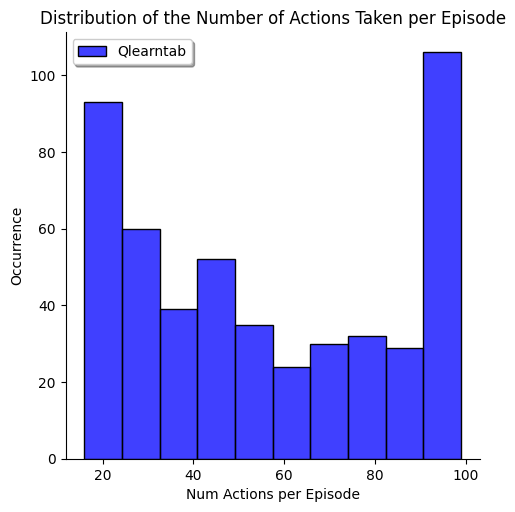 Distribution of the Number of Actions Taken per Episode
Qlearntab
100
80
60
40
20
0
Occurrence
20 40 60 80 100
Num Actions per Episode